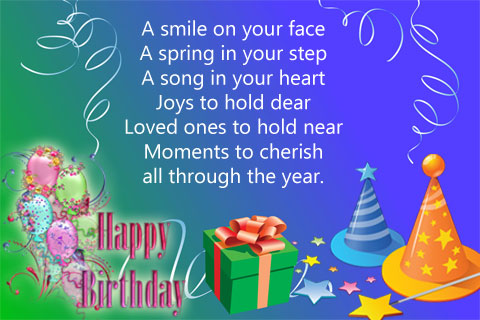 A smile on your face
A spring in your step
A song in your heart
Joys to hold dear
Loved ones to hold near
Moments to cherish
all through the year.
Happy
Birthday